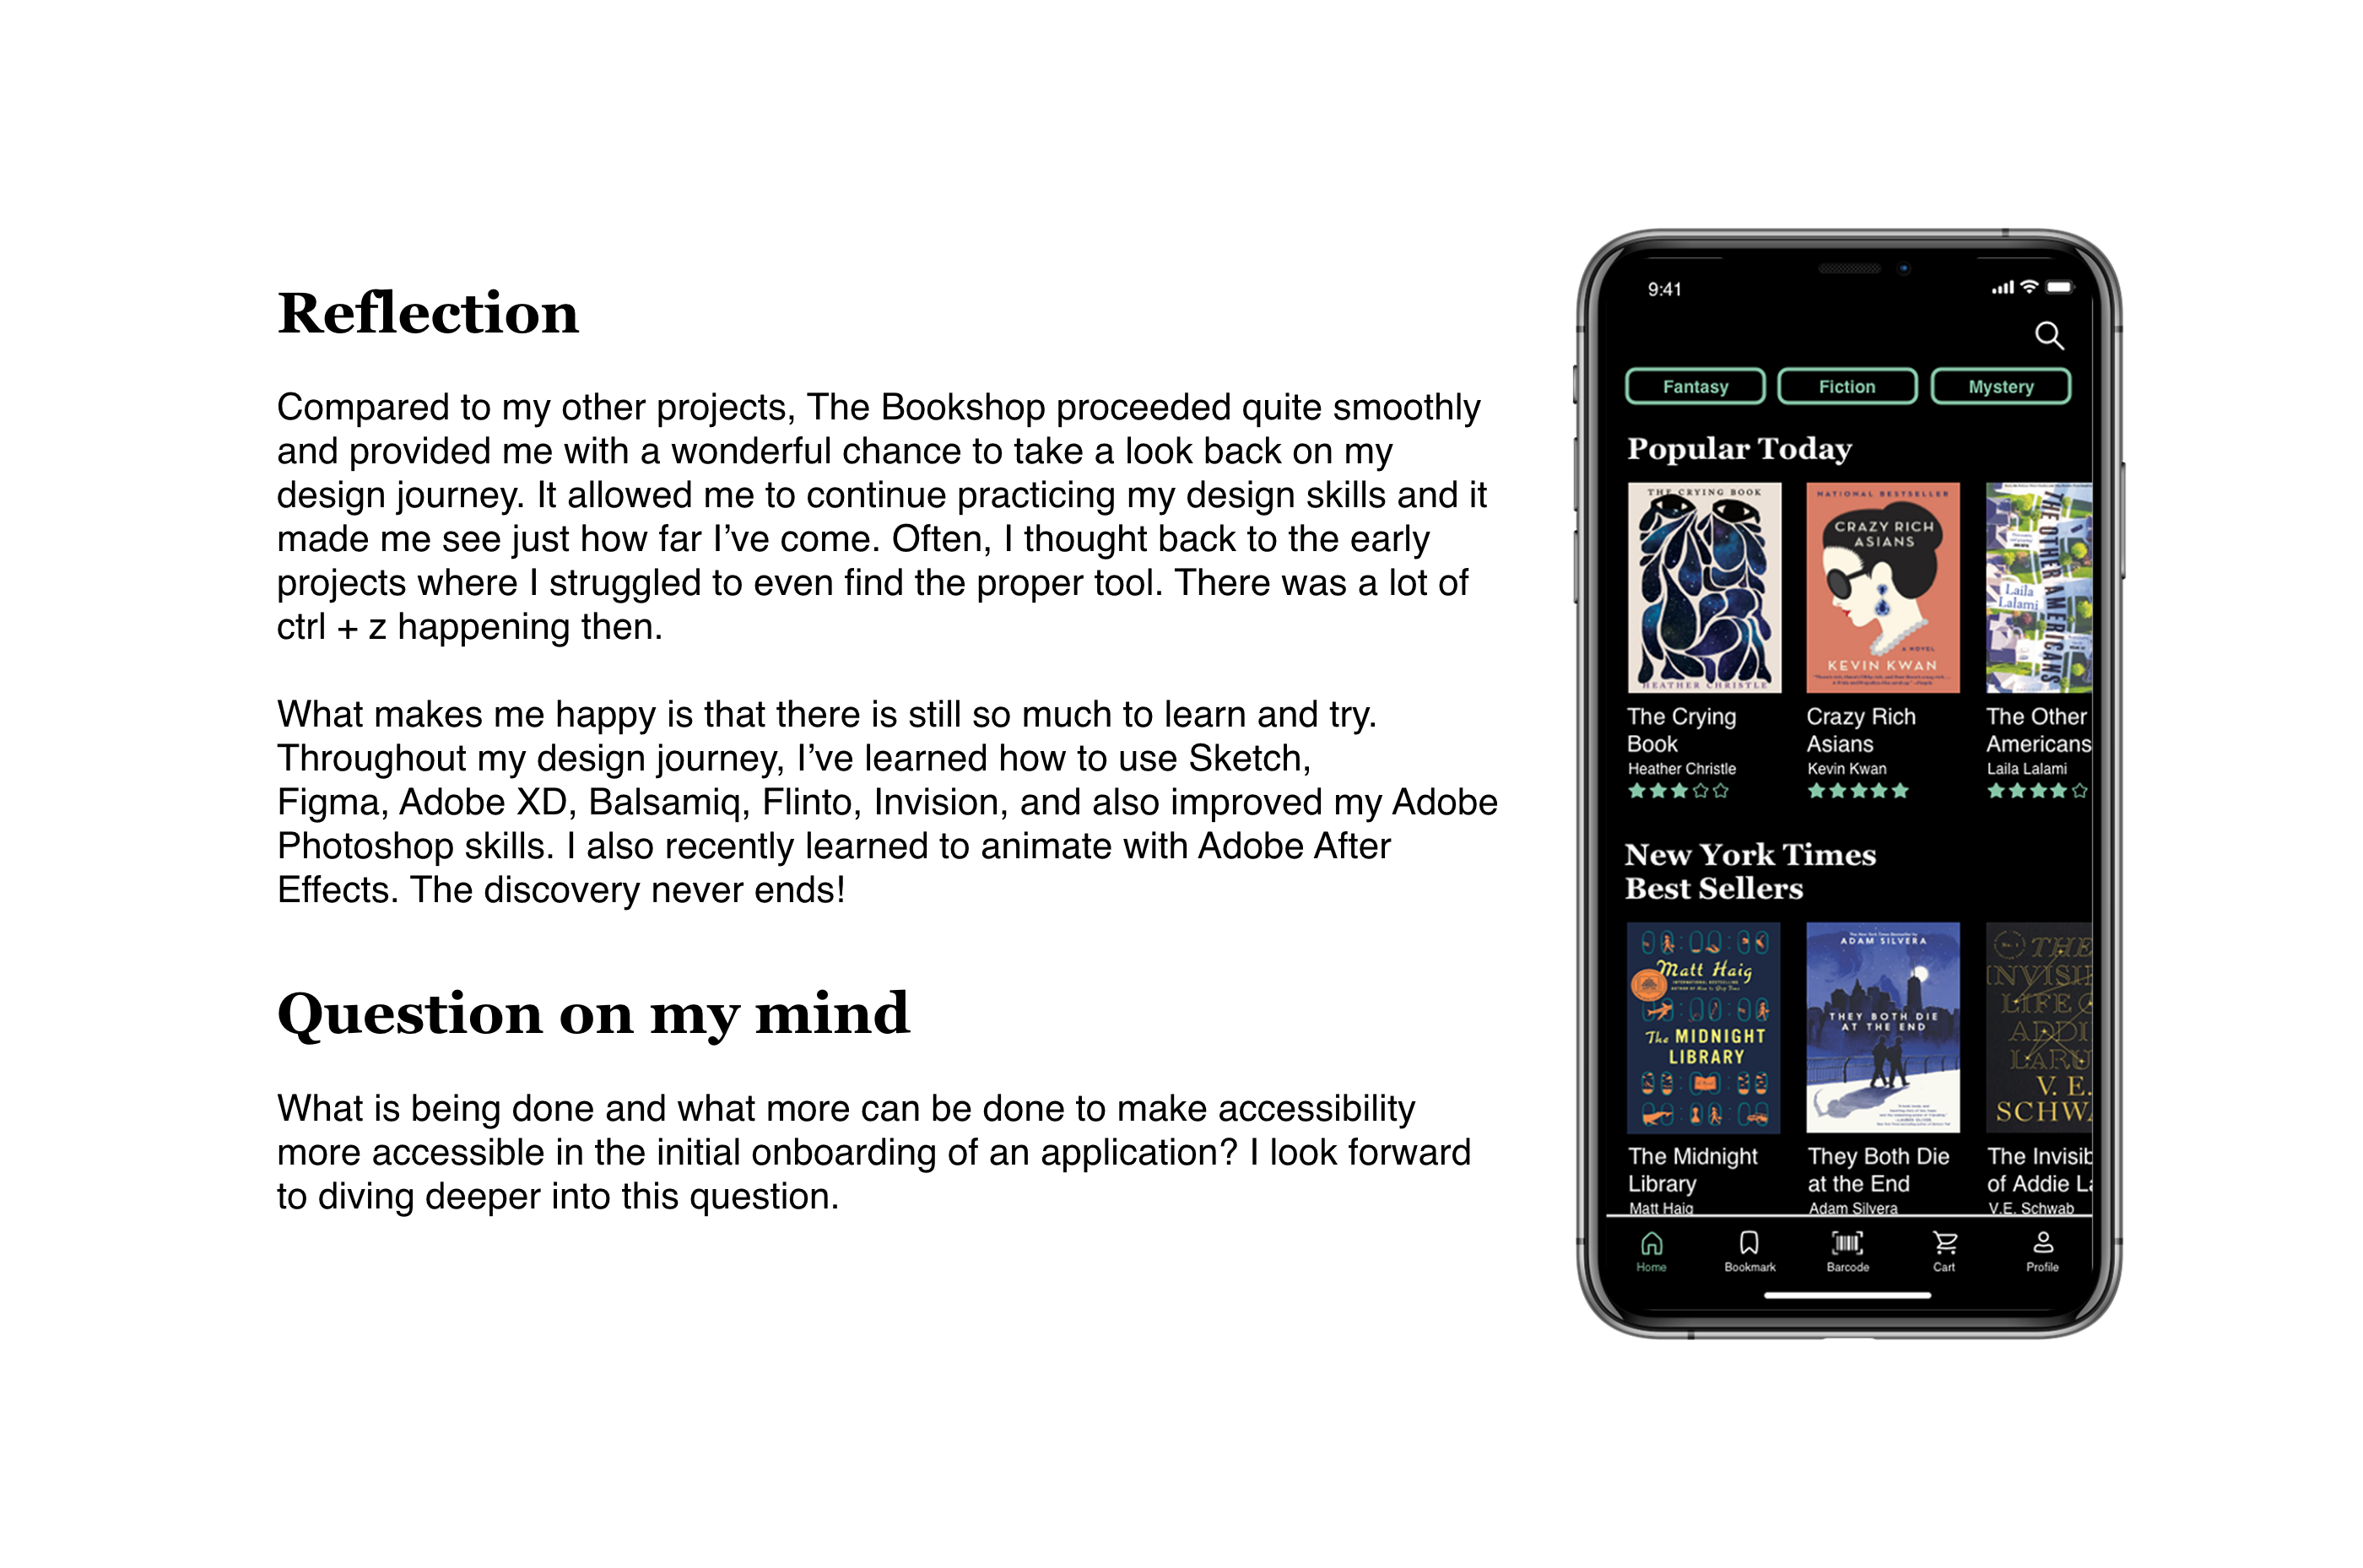 Reflection
Compared to my other projects, The Bookshop proceeded quite smoothly
and provided me with a wonderful chance to take a look back on my
design journey. It allowed me to continue practicing my design skills and it
made me see just how far I’ve come. Often, I thought back to the early
projects where I struggled to even find the proper tool. There was a lot of
ctrl + z happening then.
What makes me happy is that there is still so much to learn and try.
Throughout my design journey, I’ve learned how to use Sketch,
Figma, Adobe XD, Balsamiq, Flinto, Invision, and also improved my Adobe
Photoshop skills. I also recently learned to animate with Adobe After
Effects. The discovery never ends!
Question on my mind
What is being done and what more can be done to make accessibility
more accessible in the initial onboarding of an application? I look forward
to diving deeper into this question.
9:41
Fantasy
Fiction
Mystery
Popular Today
THE CRYING BOOK
HEATHER CHRISTLE
NATIONAL BESTSELLER
CRAZY RICH
ASIANS
A NOVEL
KEVIN KWAN
THE OTHER AMERICANS
Laila
Lalami
The Crying
Book
Heather Christle
Crazy Rich
Asians
Kevin Kwan
The Other
Americans
Laila Lalami
New York Times
Best Sellers
Matt Haig
INTERNATIONAL BESTSELLING
The MIDNIGHT
LIBRARY
ADAM SILVERA
THEY BOTH DIE
AT THE END
THE
INVISI
LIFE O
ADDI
LARU
V. E.
SCHWA
The Midnight
Library
Matt Haig
They Both Die
at the End
Adam Silvera
The Invisib
of Addie La
V.E. Schwab
Home
Bookmark
Barcode
Cart
Profile